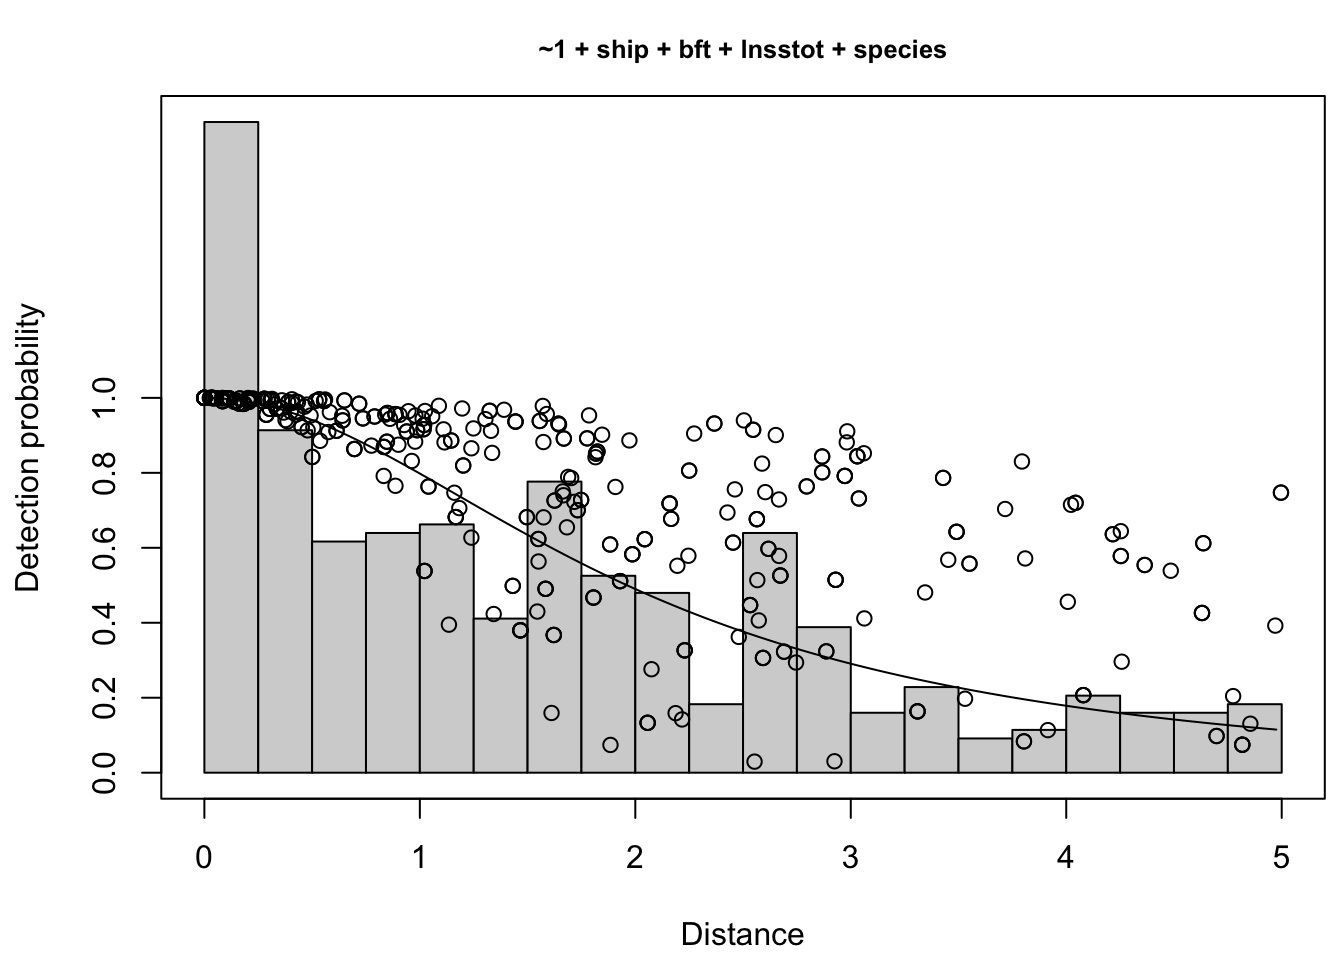 ~1 + ship + bft + lnsstot + species
Detection probability
1.0
0.8
0.6
0.4
0.2
0.0
0 1 2 3 4 5
Distance